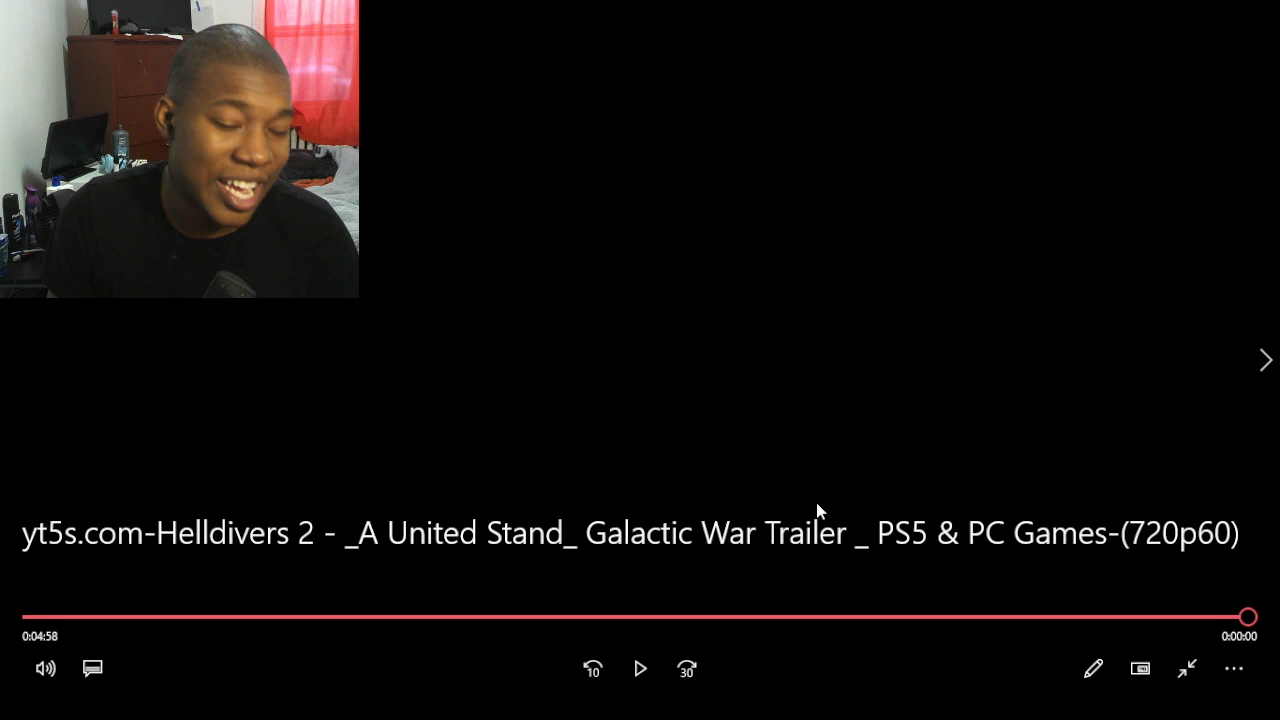 yt5s.com-Helldivers 2 - _A United Stand_ Galactic War Trailer _ PS5 & PC Games-(720p60)
0:04:58
0:00:00
10
30